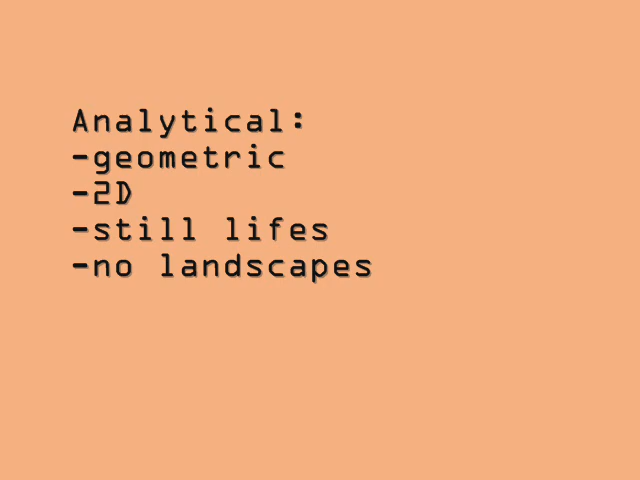 Analytical:
-geometric
-2D
-still lifes
-no landscapes